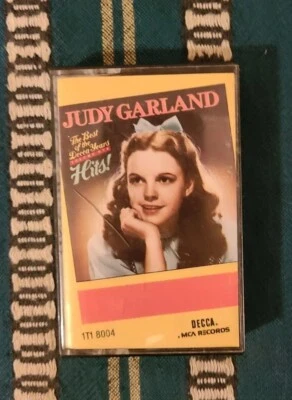 JUDY GARLAND
The Best
of the
Decca Years
Hits!
1T1 8004
DECCA.
MCA RECORDS